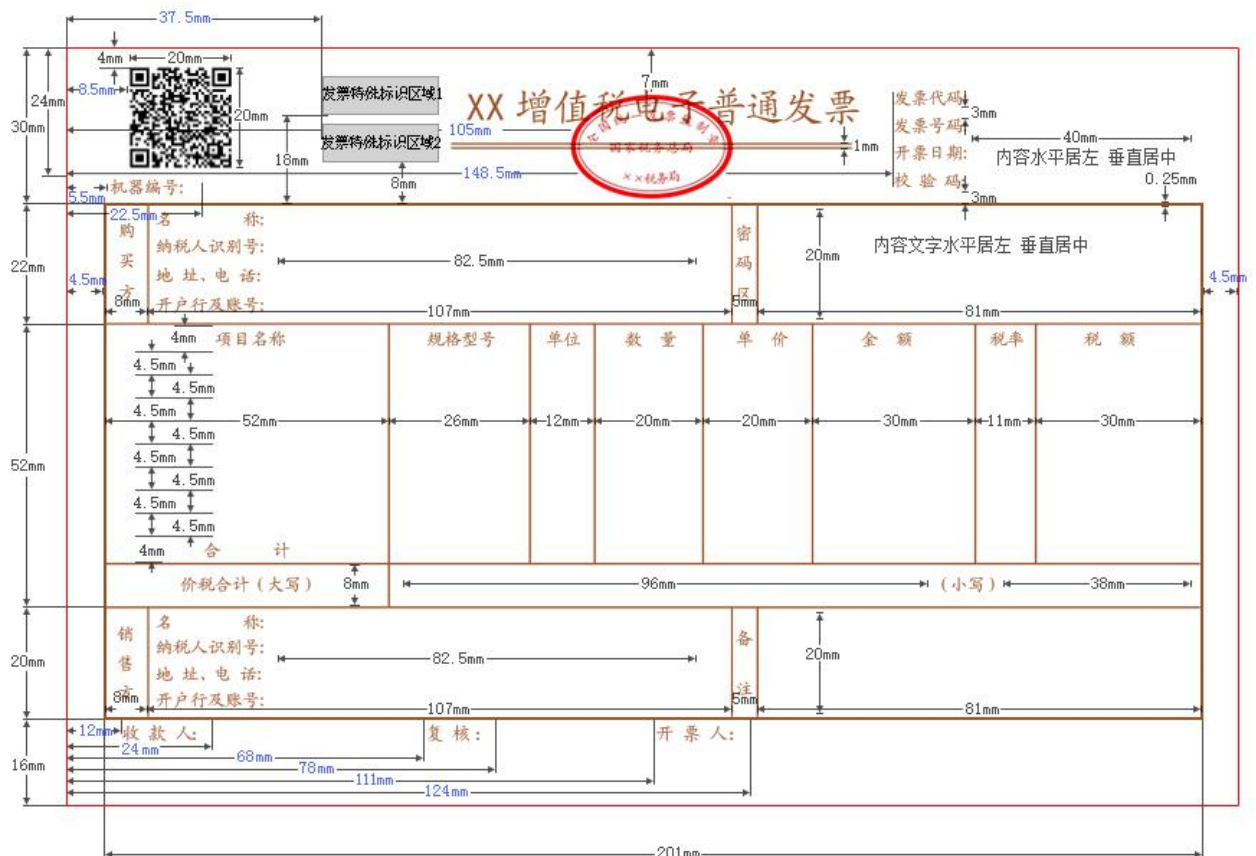 37.5mm
4mm 20mm
8.5mm
24mm
30mm
20mm
发票特殊标识区域1
发票特殊标识区域2
7mm
XX 增值税电子普通发票
国家税务总局
××税务局
105mm
18mm
8mm
148.5mm
1mm
发票代码
发票号码
开票日期:
校 验 码
3mm
40mm
内容水平居左 垂直居中
0.25mm
3mm
机器编号:
5.5mm
22.5mm
购买方
名 称:
纳税人识别号:
地 址、电 话:
开户行及账号:
82.5mm
密码区
20mm
内容文字水平居左 垂直居中
22mm
4.5mm
4.5mm
8mm 107mm 5mm 81mm
项目名称 规格型号 单位 数 量 单 价 金 额 税率 税 额
4mm
4.5mm
4.5mm
4.5mm
4.5mm
4.5mm
4.5mm
4.5mm
4.5mm
52mm 26mm 12mm 20mm 20mm 30mm 11mm 30mm
52mm
合 计
4mm
价税合计(大写) 8mm 96mm (小写) 38mm
销售方
名 称:
纳税人识别号:
地 址、电 话:
开户行及账号:
82.5mm
备注
20mm
20mm
8mm 107mm 5mm 81mm
12mm 收 款 人: 复 核: 开 票 人:
24mm
68mm
78mm
111mm
124mm
16mm
201mm